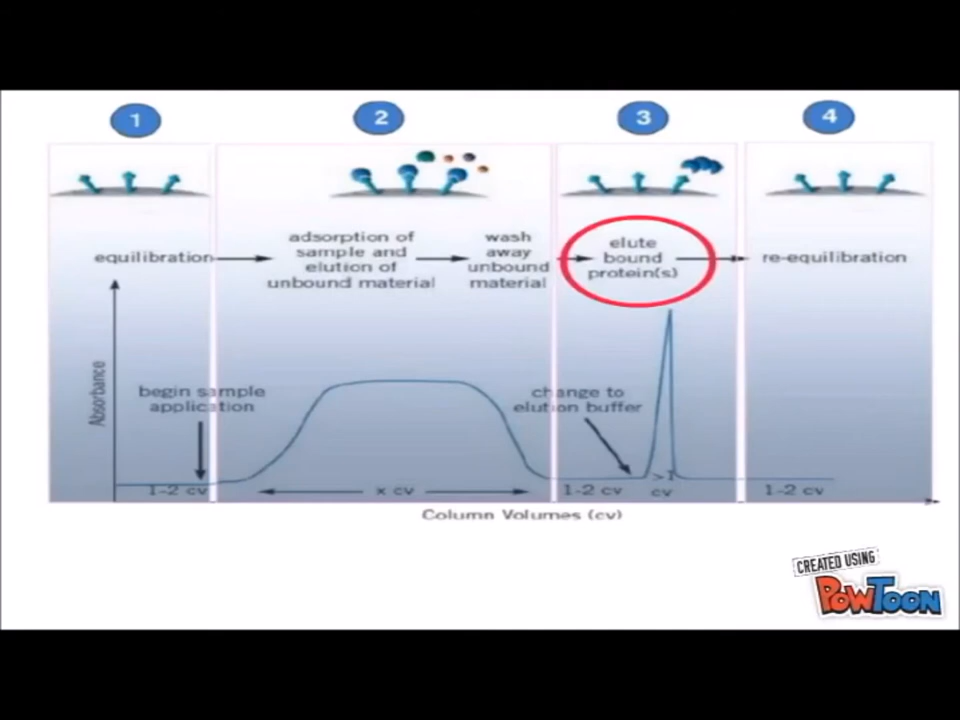 1
2
3
4
equilibration
adsorption of
sample and
elution of
unbound material
wash
away
unbound
material
elute
bound
protein(s)
re-equilibration
Absorbance
begin sample
application
change to
elution buffer
1-2 cv
x cv
1-2 cv
>1
cv
1-2 cv
Column Volumes (cv)
CREATED USING
POWTOON